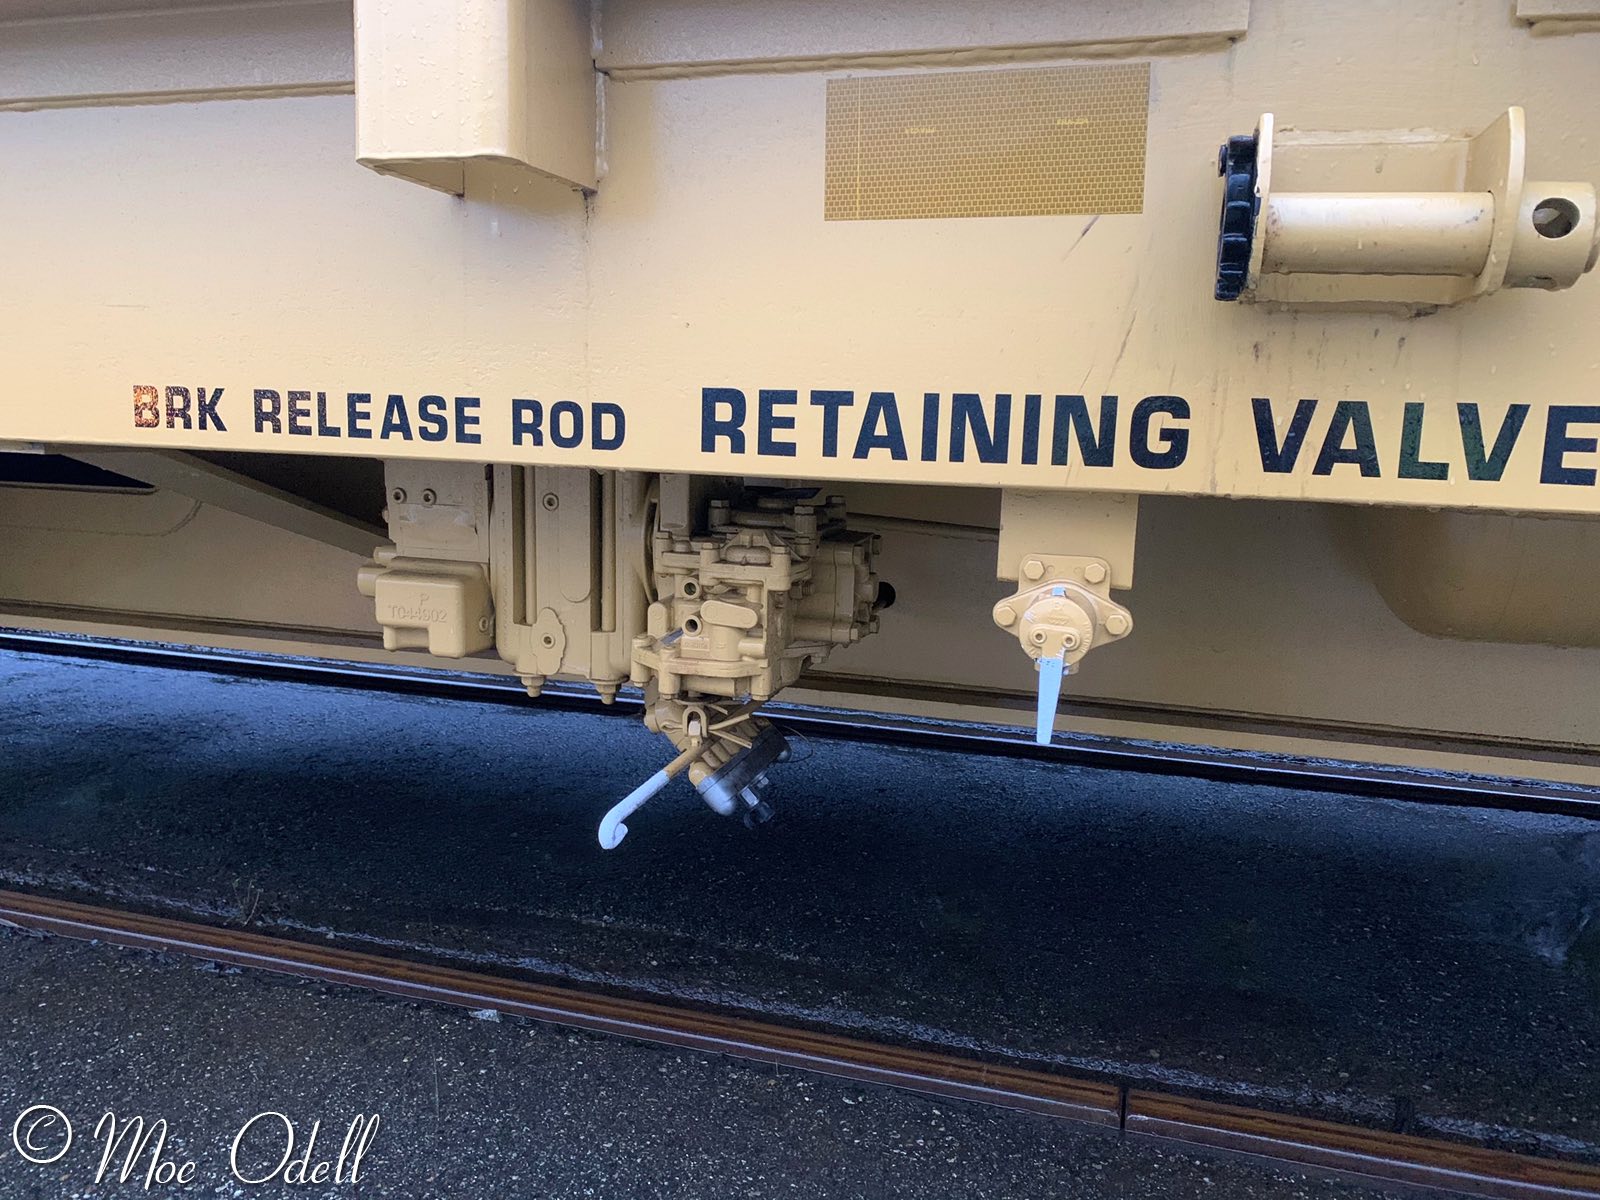 BRK RELEASE ROD RETAINING VALVE
P
TC44902
© Moe Odell